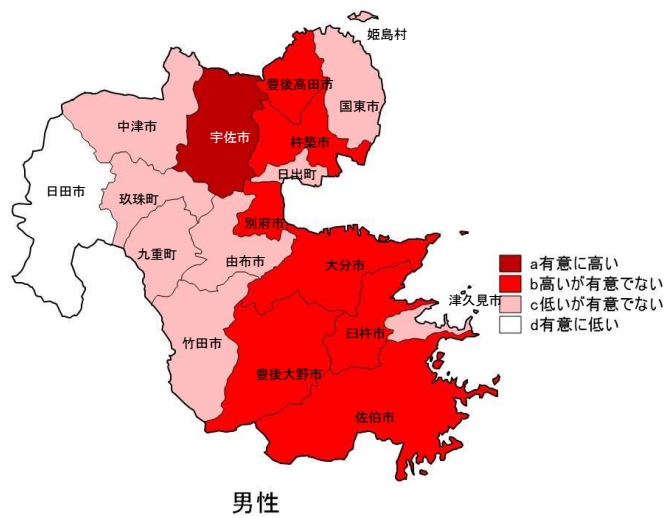 姫島村
豊後高田市
国東市
中津市
宇佐市
杵築市
日出町
日田市
玖珠町
別府市
九重町
由布市
大分市
a有意に高い
b高いが有意でない
c低いが有意でない
d有意に低い
津久見市
臼杵市
竹田市
豊後大野市
佐伯市
男性